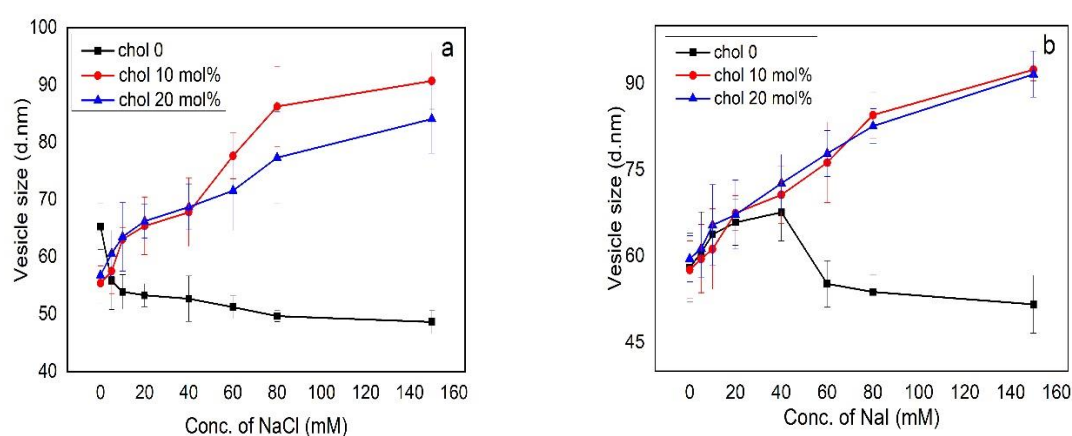 a
chol 0
chol 10 mol%
chol 20 mol%
Vesicle size (d.nm)
100
90
80
70
60
50
40
0 20 40 60 80 100 120 140 160
Conc. of NaCl (mM)
b
chol 0
chol 10 mol%
chol 20 mol%
Vesicle size (d.nm)
90
75
60
45
0 20 40 60 80 100 120 140 160
Conc. of NaI (mM)